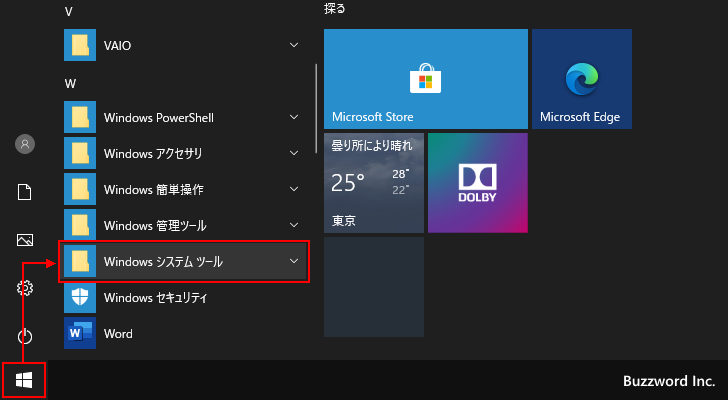 V
VAIO
W
Windows PowerShell
Windows アクセサリ
Windows 簡単操作
Windows 管理ツール
Windows システム ツール
Windows セキュリティ
W
Word
探る
Microsoft Store
Microsoft Edge
曇り所により晴れ
25°
28°
22°
東京
DOLBY
Buzzword Inc.